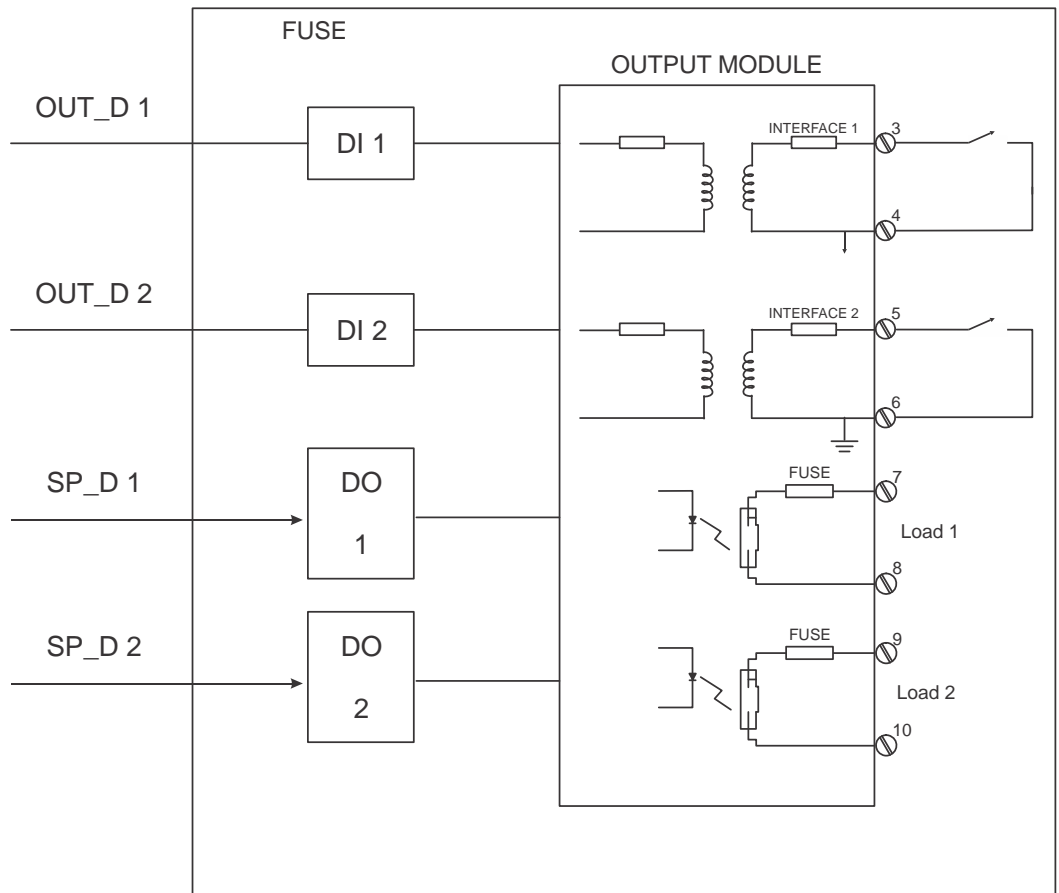 FUSE
OUTPUT MODULE
OUT_D 1
DI 1
INTERFACE 1
3
4
OUT_D 2
DI 2
INTERFACE 2
5
6
SP_D 1
DO
1
FUSE
7
Load 1
8
SP_D 2
DO
2
FUSE
9
Load 2
10